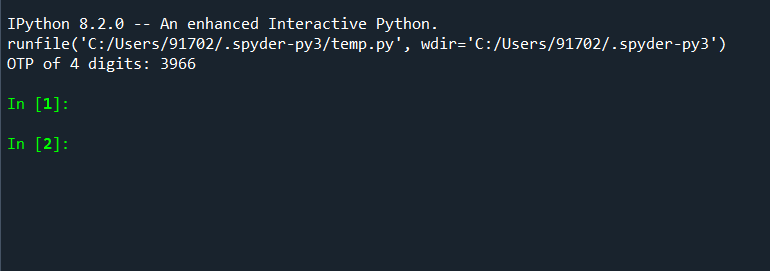 IPython 8.2.0 -- An enhanced Interactive Python.
runfile('C:/Users/91702/.spyder-py3/temp.py', wdir='C:/Users/91702/.spyder-py3')
OTP of 4 digits: 3966
In [1]:
In [2]: